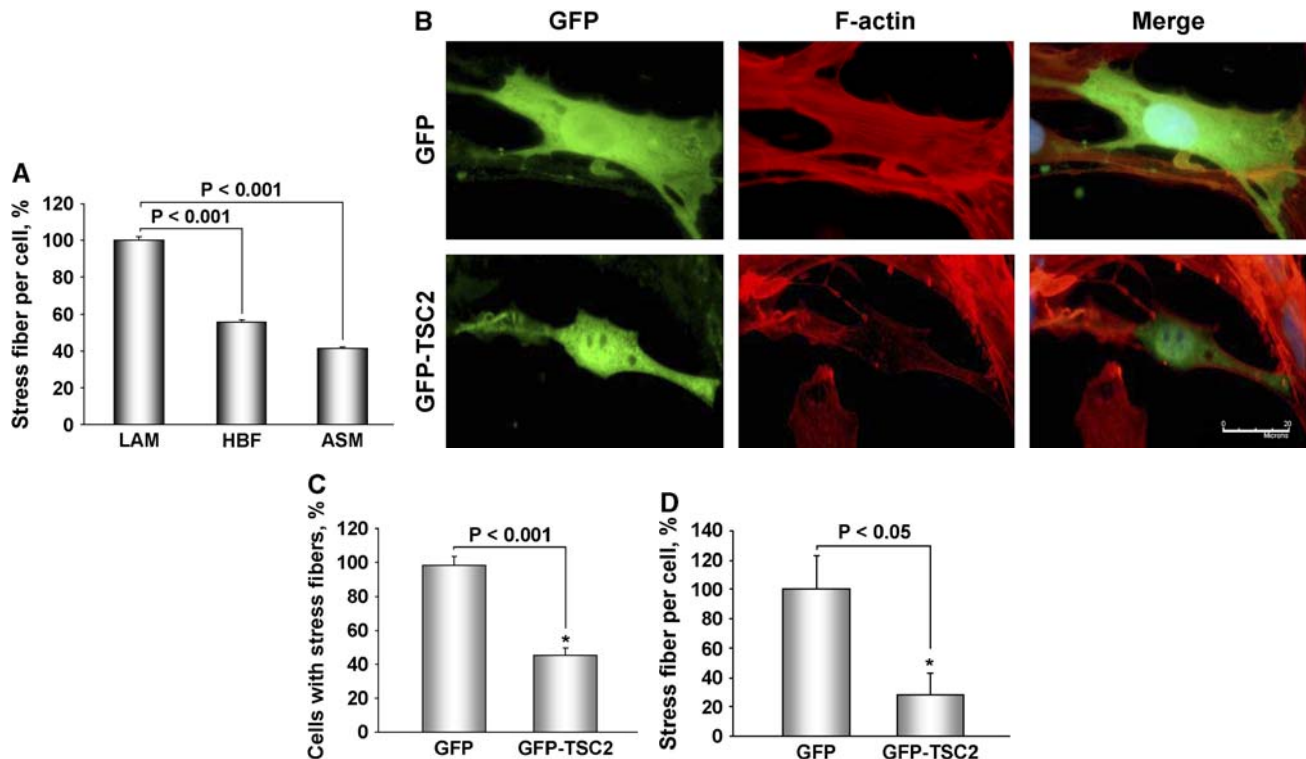 A
Stress fiber per cell, %
120
100
80
60
40
20
0
P < 0.001
P < 0.001
LAM HBF ASM
B
GFP F-actin Merge
GFP
GFP-TSC2
0 20
Microns
C
Cells with stress fibers, %
120
100
80
60
40
20
0
P < 0.001
*
GFP GFP-TSC2
D
Stress fiber per cell, %
140
120
100
80
60
40
20
0
P < 0.05
*
GFP GFP-TSC2